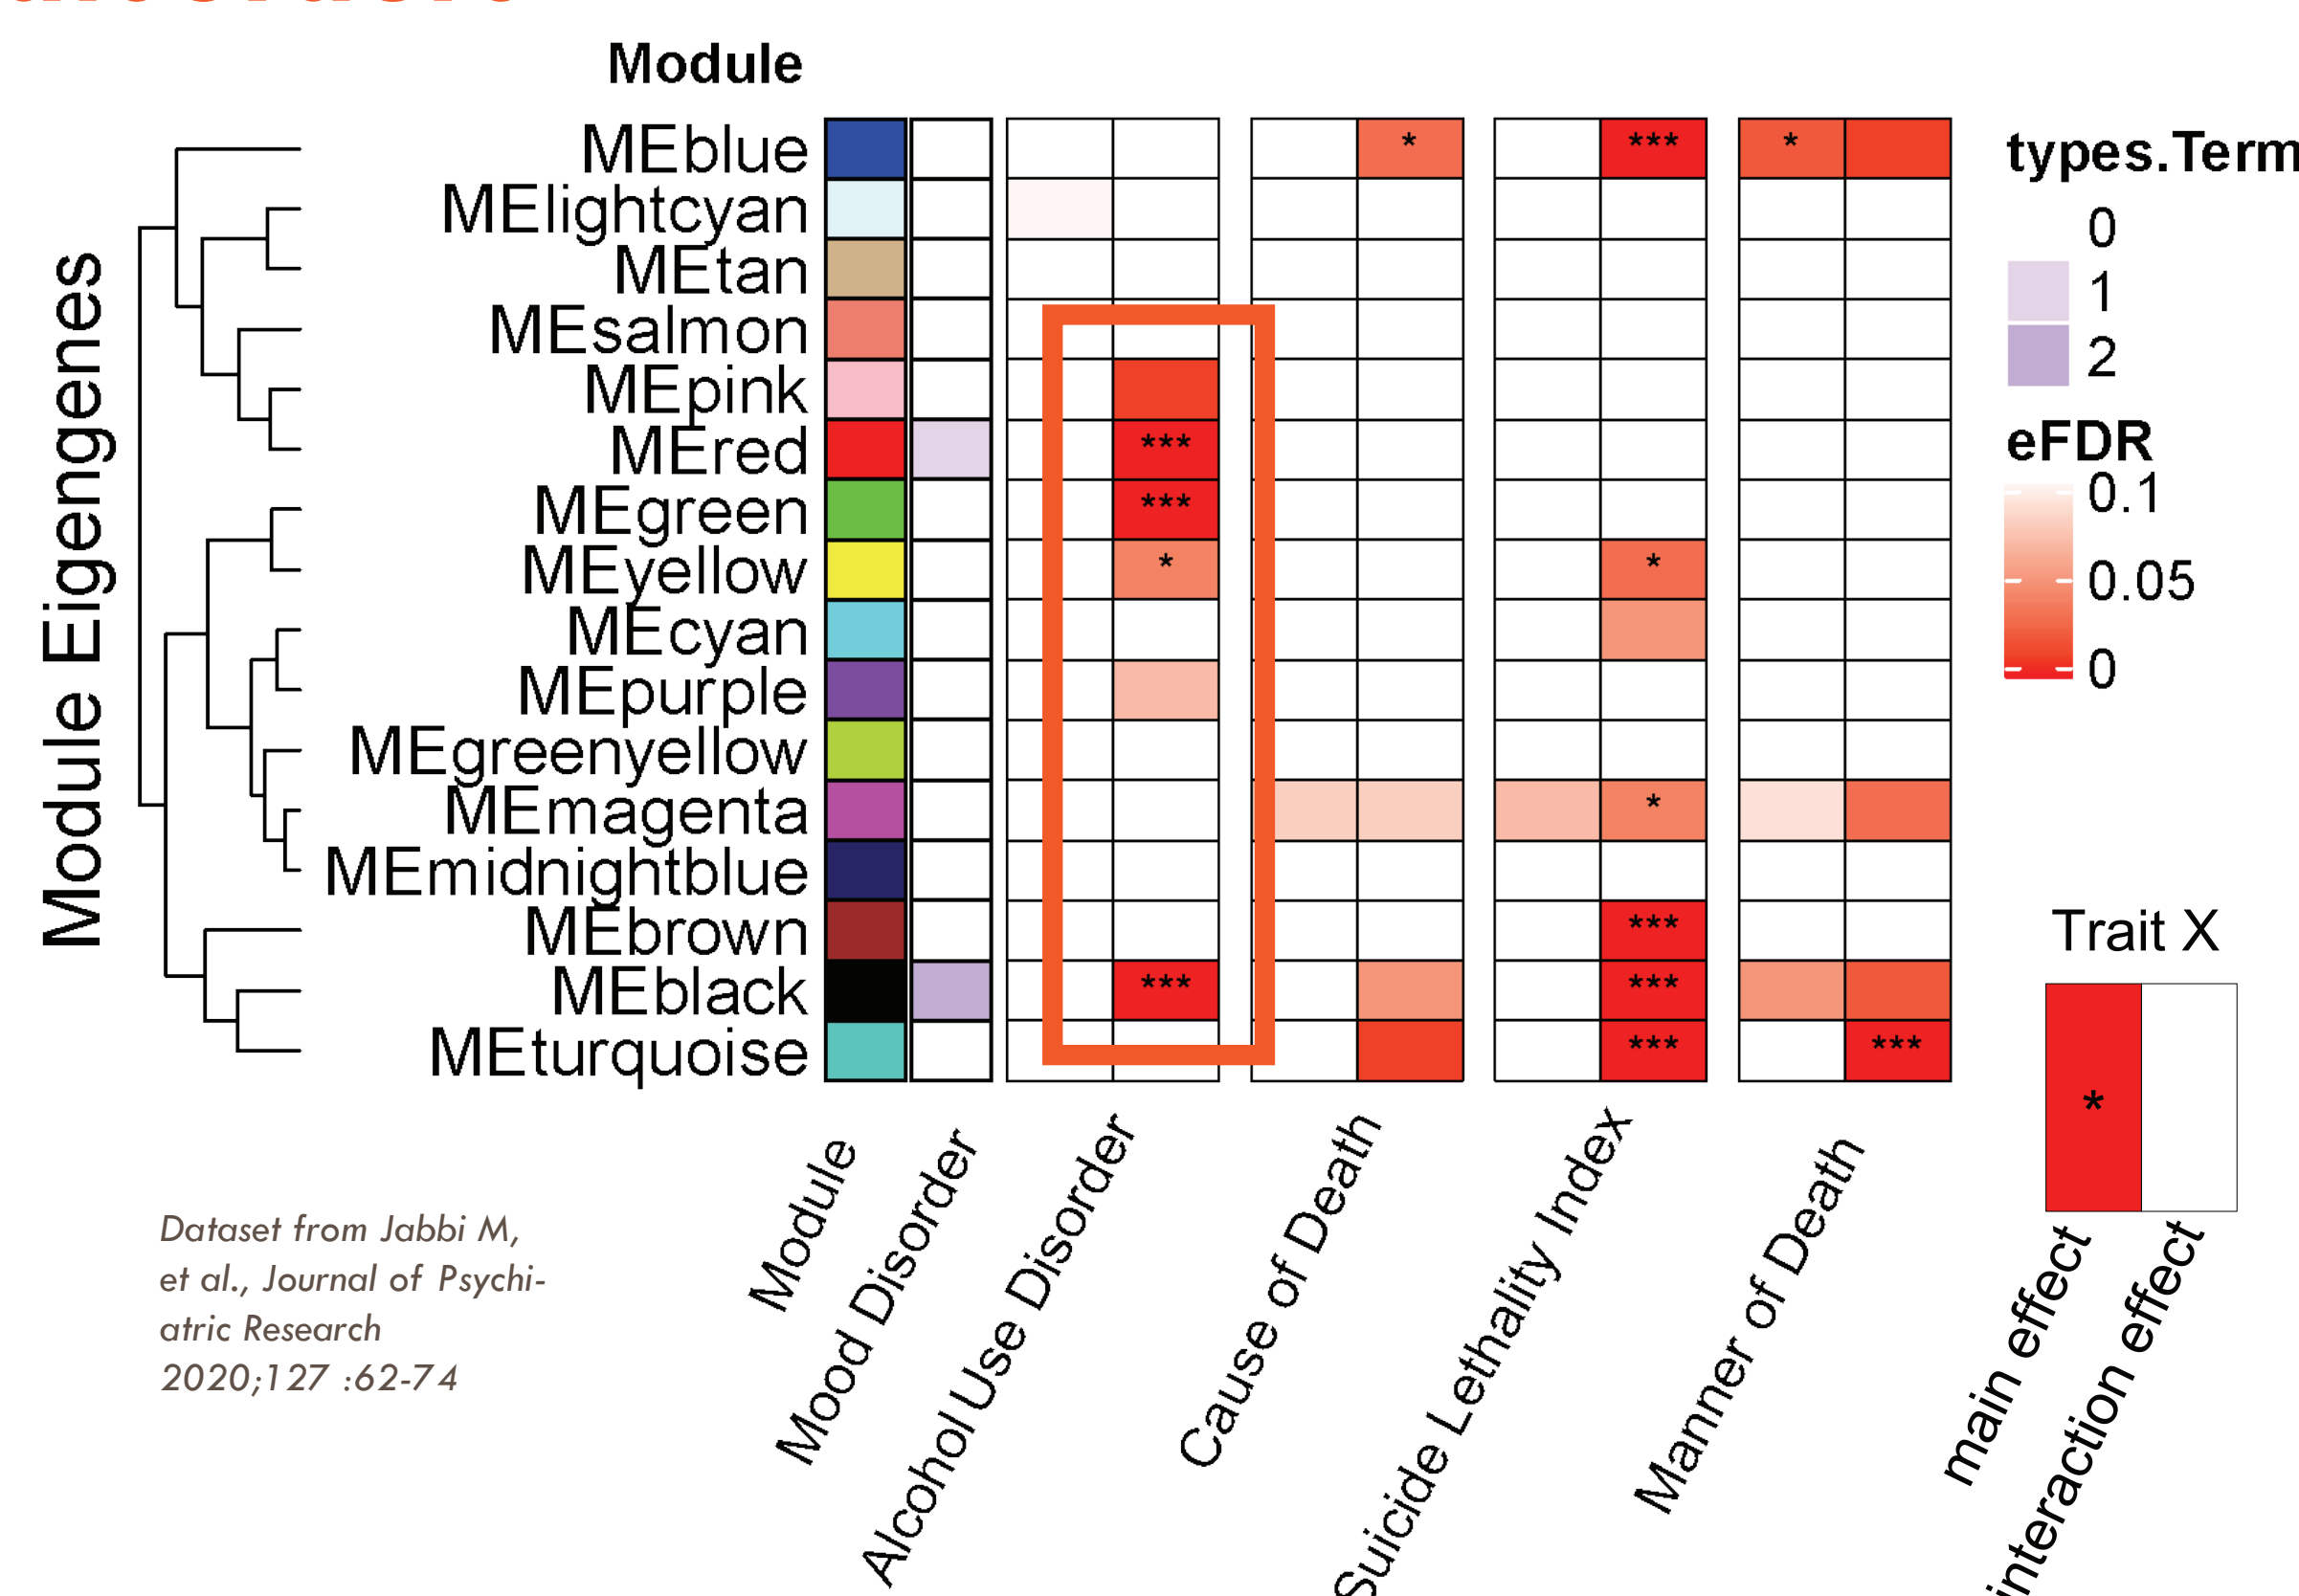 Module
MEblue
MElightcyan
MEtan
MEsalmon
MEpink
MEred
MEgreen
MEyellow
MEcyan
MEpurple
MEgreenyellow
MEmagenta
MEmidnightblue
MEbrown
MEblack
MEturquoise
Module Eigengenes
* *** *
***
***
* *
*
***
*** ***
*** ***
Module
Mood Disorder
Alcohol Use Disorder
Cause of Death
Suicide Lethality Index
Manner of Death
types.Term
0
1
2
eFDR
0.1
0.05
0
Trait X
*
main effect
interaction effect
Dataset from Jabbi M,
et al., Journal of Psychi-
atric Research
2020;127 :62-74